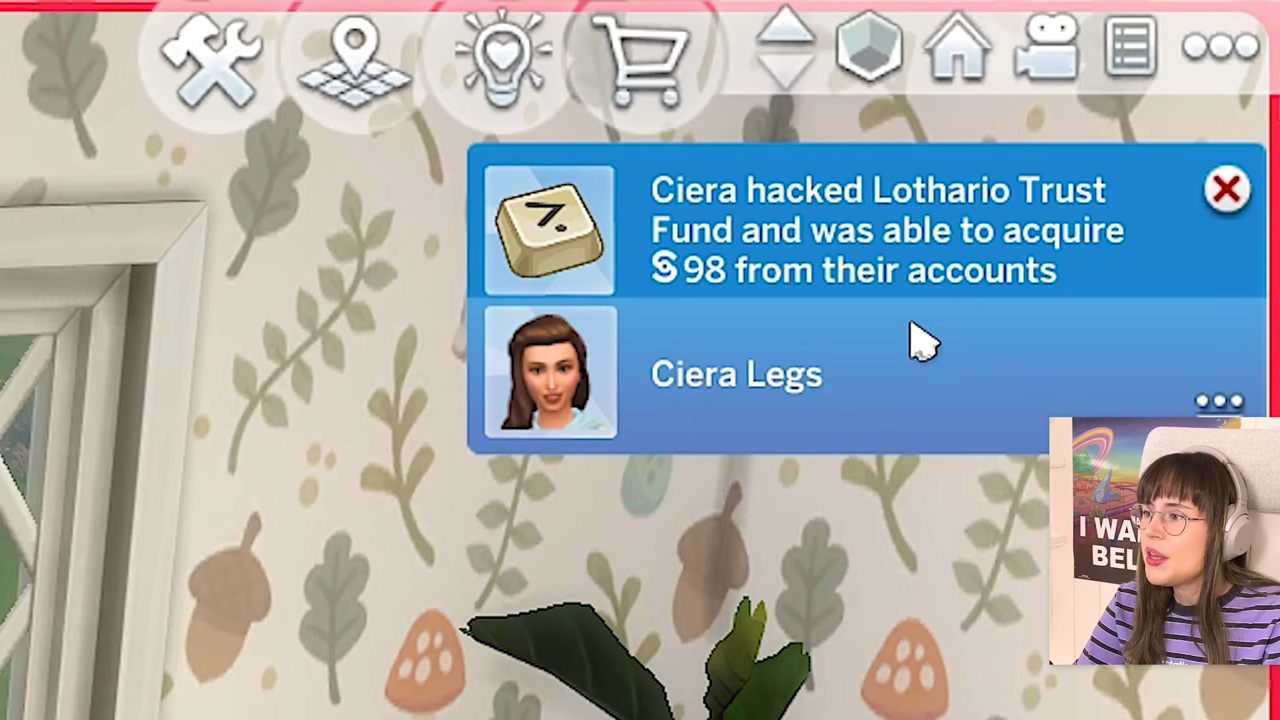 Ciera hacked Lothario Trust
Fund and was able to acquire
§98 from their accounts
Ciera Legs
I WA
BEL